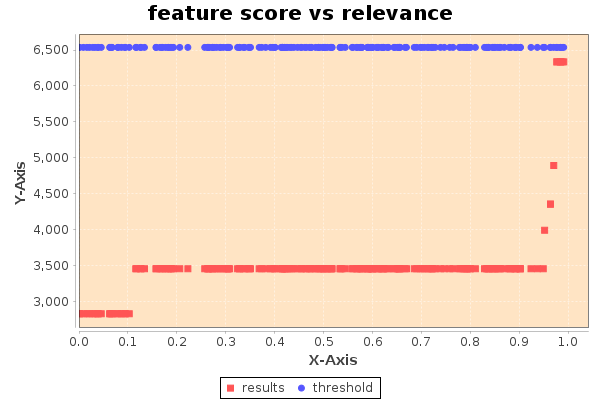 feature score vs relevance
Y-Axis
6,500
6,000
5,500
5,000
4,500
4,000
3,500
3,000
0.0 0.1 0.2 0.3 0.4 0.5 0.6 0.7 0.8 0.9 1.0
X-Axis
results threshold